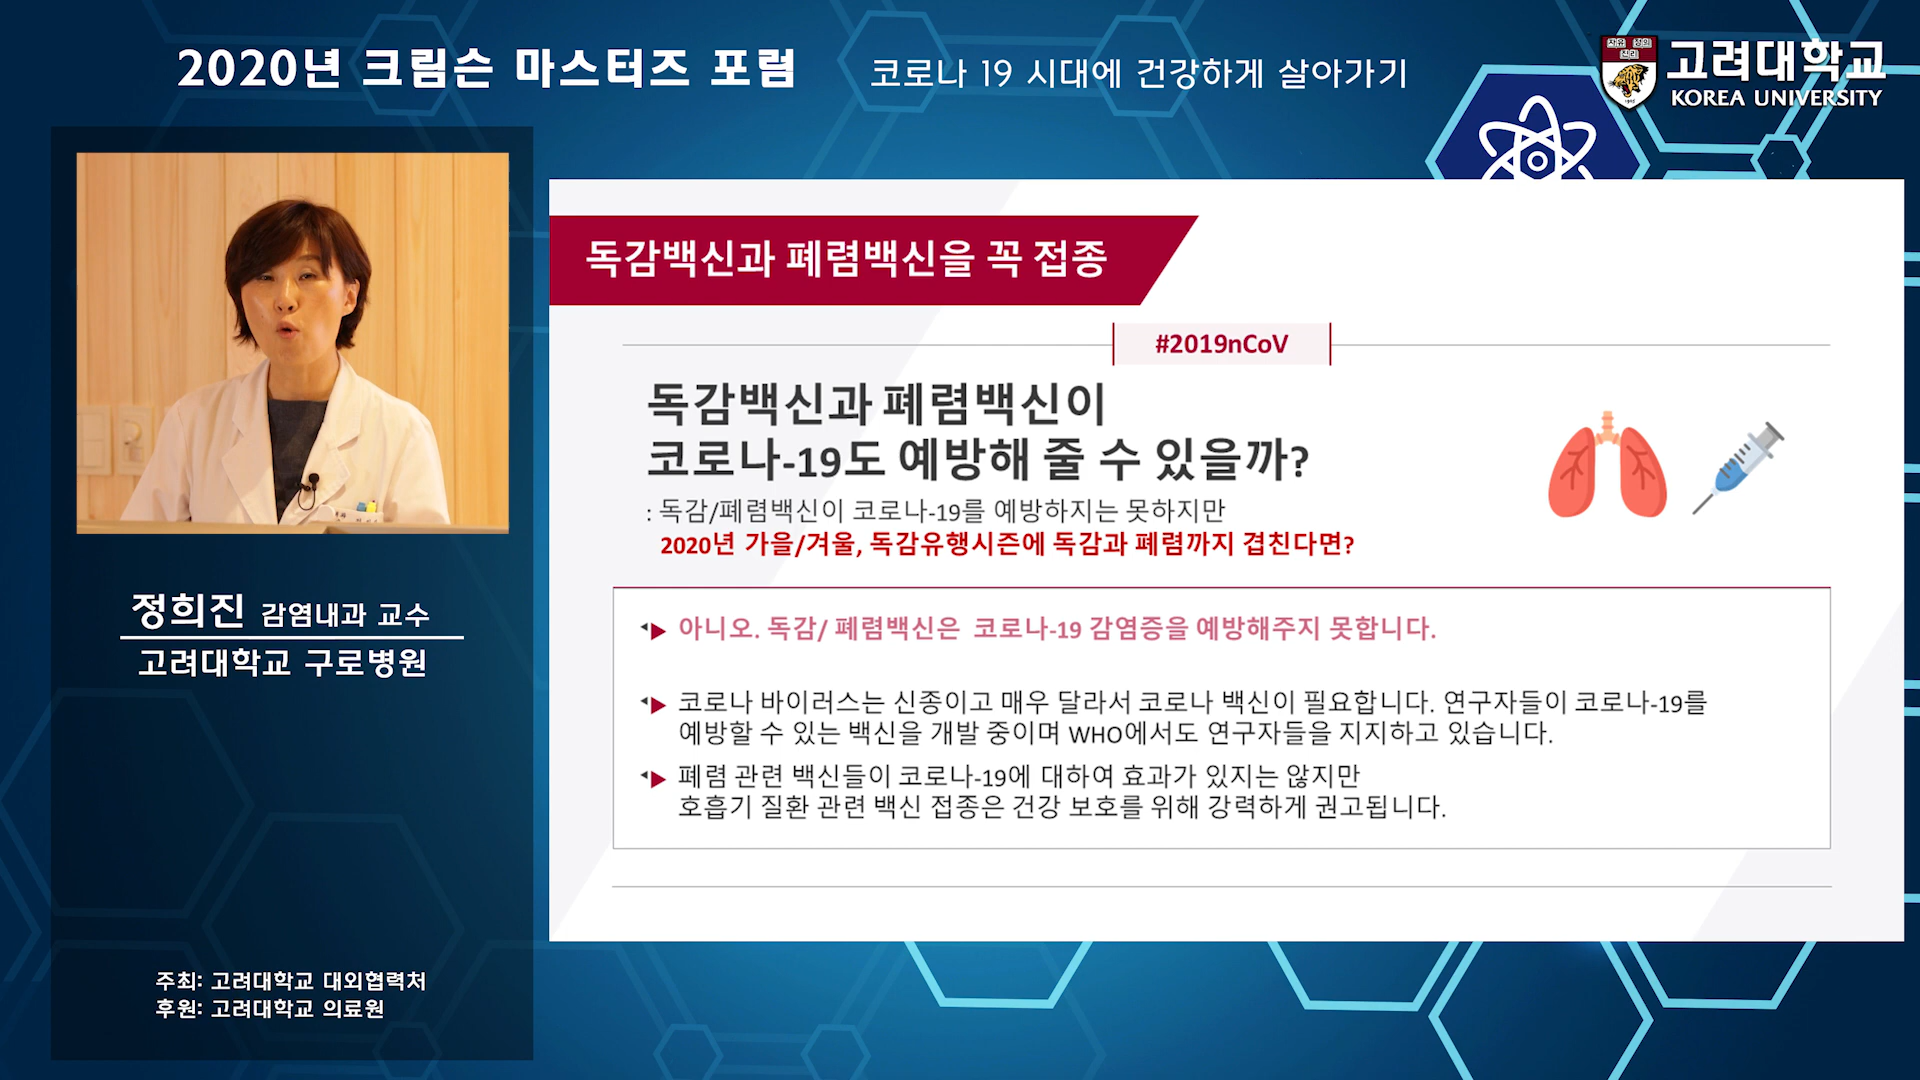 2020년 크림슨 마스터즈 포럼
코로나 19 시대에 건강하게 살아가기
고려대학교
KOREA UNIVERSITY
독감백신과 폐렴백신을 꼭 접종
#2019nCoV
독감백신과 폐렴백신이
코로나-19도 예방해 줄 수 있을까?
: 독감/폐렴백신이 코로나-19를 예방하지는 못하지만
2020년 가을/겨울, 독감유행시즌에 독감과 폐렴까지 겹친다면?
아니오. 독감/ 폐렴백신은 코로나-19 감염증을 예방해주지 못합니다.
코로나 바이러스는 신종이고 매우 달라서 코로나 백신이 필요합니다. 연구자들이 코로나-19를
예방할 수 있는 백신을 개발 중이며 WHO에서도 연구자들을 지지하고 있습니다.
폐렴 관련 백신들이 코로나-19에 대하여 효과가 있지는 않지만
호흡기 질환 관련 백신 접종은 건강 보호를 위해 강력하게 권고됩니다.
정희진 감염내과 교수
고려대학교 구로병원
주최: 고려대학교 대외협력처
후원: 고려대학교 의료원